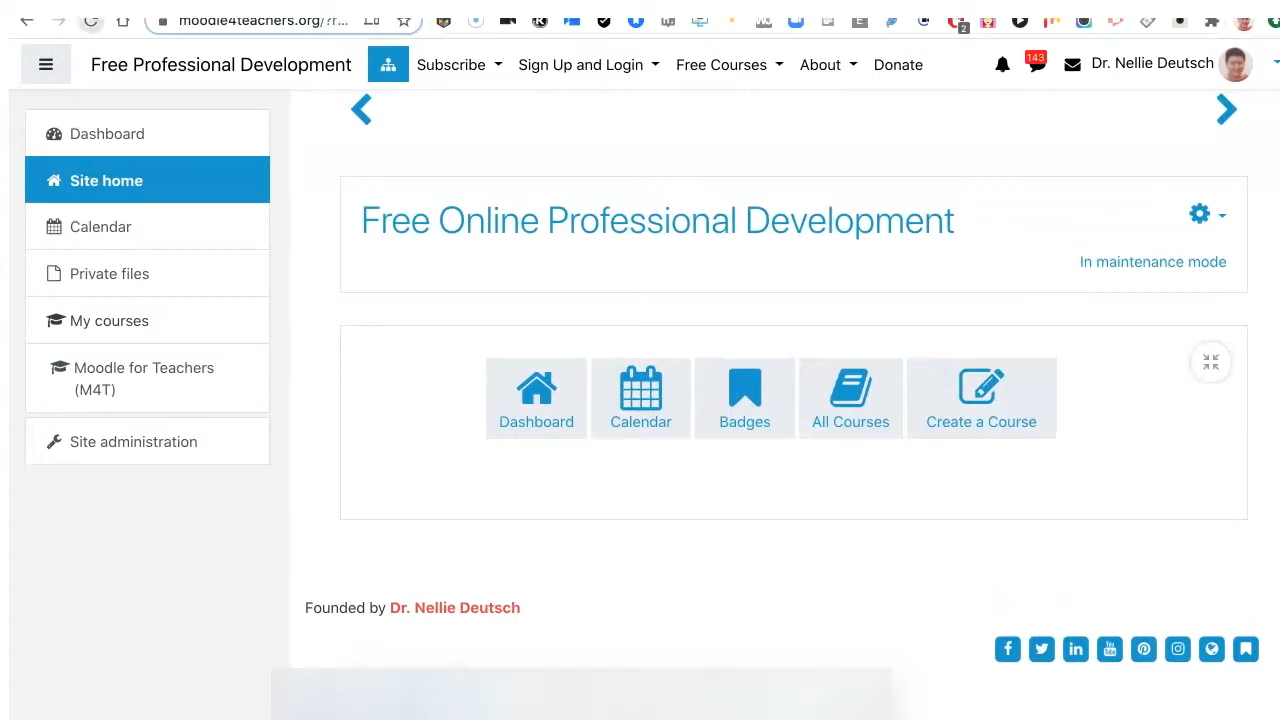 moodle4teachers.org/?r...
2
Free Professional Development
Subscribe
Sign Up and Login
Free Courses
About
Donate
143
Dr. Nellie Deutsch
Dashboard
Site home
Calendar
Private files
My courses
Moodle for Teachers
(M4T)
Site administration
Free Online Professional Development
In maintenance mode
Dashboard
Calendar
Badges
All Courses
Create a Course
Founded by Dr. Nellie Deutsch